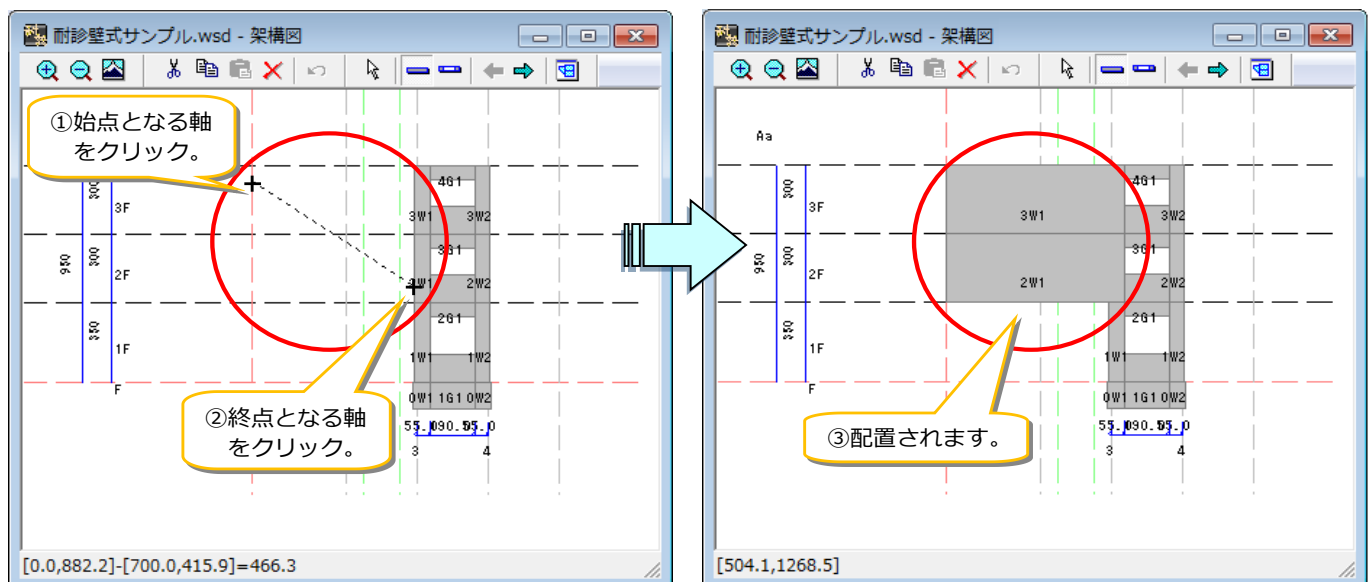 耐診壁式サンプル.wsd - 架構図
①始点となる軸
をクリック。
300
3F
950
300
2F
350
1F
F
4G1
3W1
3W2
3G1
2W1
2W2
2G1
1W1
1W2
0W1 1G1 0W2
3
4
②終点となる軸
をクリック。
[0.0,882.2]-[700.0,415.9]=466.3
耐診壁式サンプル.wsd - 架構図
Aa
300
3F
950
300
2F
350
1F
F
4G1
3W1
3W2
3G1
2W1
2W2
2G1
1W1
1W2
0W1 1G1 0W2
3
4
③配置されます。
[504.1,1268.5]